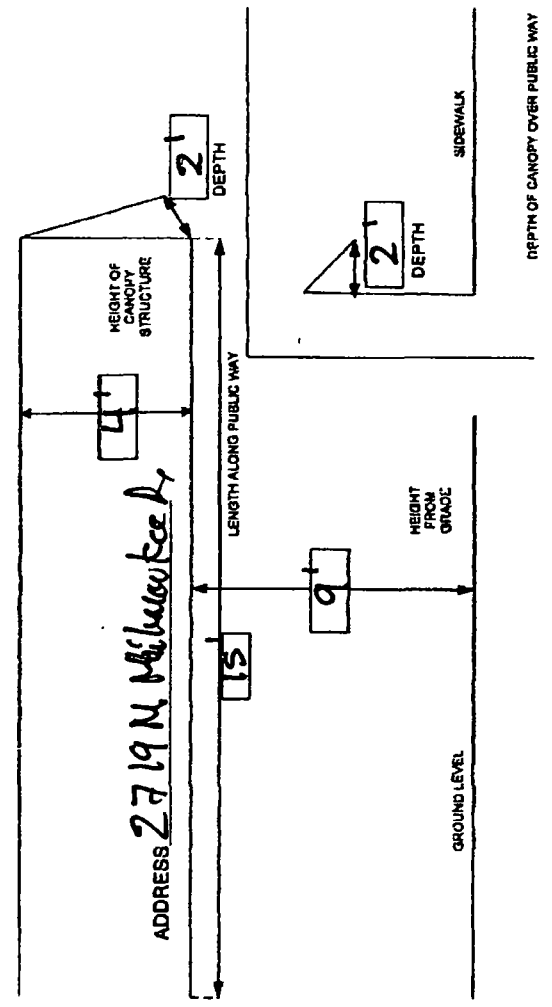 ADDRESS 2719 N. Milwaukee
HEIGHT OF
CANOPY
STRUCTURE
4'
2'
DEPTH
LENGTH ALONG PUBLIC WAY
15'
9'
HEIGHT
FROM
GRADE
GROUND LEVEL
2'
DEPTH
SIDEWALK
DEPTH OF CANOPY OVER PUBLIC WAY